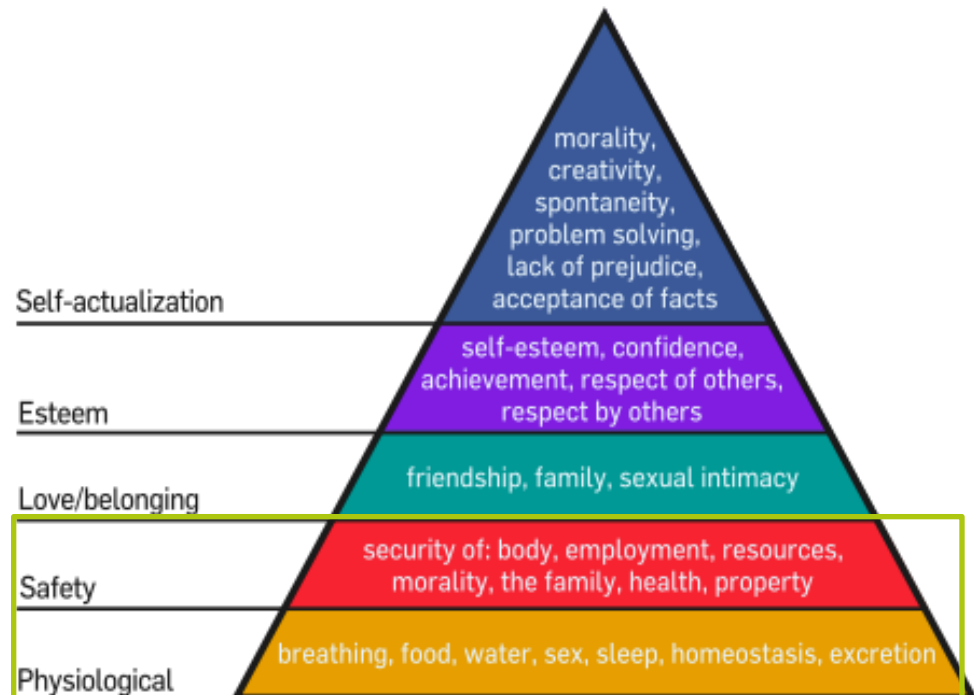 morality,
creativity,
spontaneity,
problem solving,
lack of prejudice,
acceptance of facts
Self-actualization
self-esteem, confidence,
achievement, respect of others,
respect by others
Esteem
friendship, family, sexual intimacy
Love/belonging
security of: body, employment, resources,
morality, the family, health, property
Safety
breathing, food, water, sex, sleep, homeostasis, excretion
Physiological